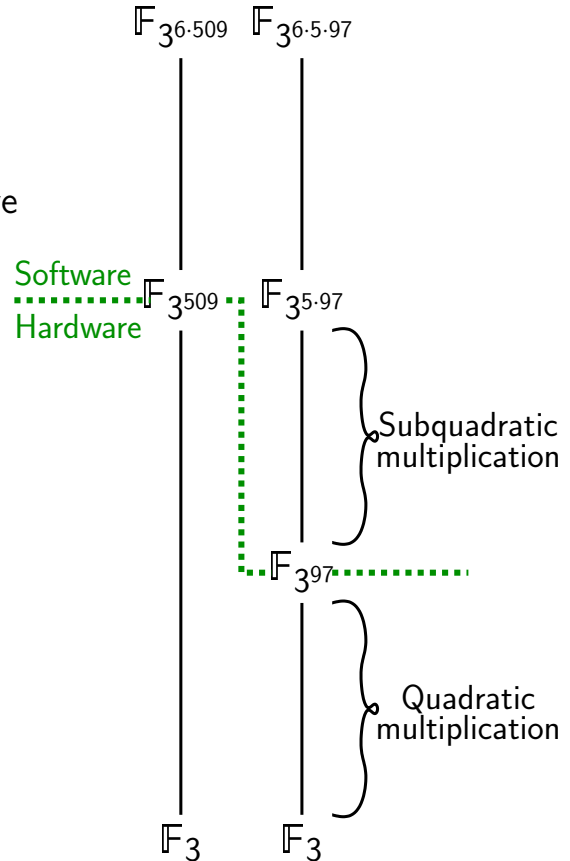 𝔽3^{6·509} 𝔽3^{6·5·97}
Software
𝔽3^{509} 𝔽3^{5·97}
Hardware
Subquadratic
multiplication
𝔽3^{97}
Quadratic
multiplication
𝔽3 𝔽3